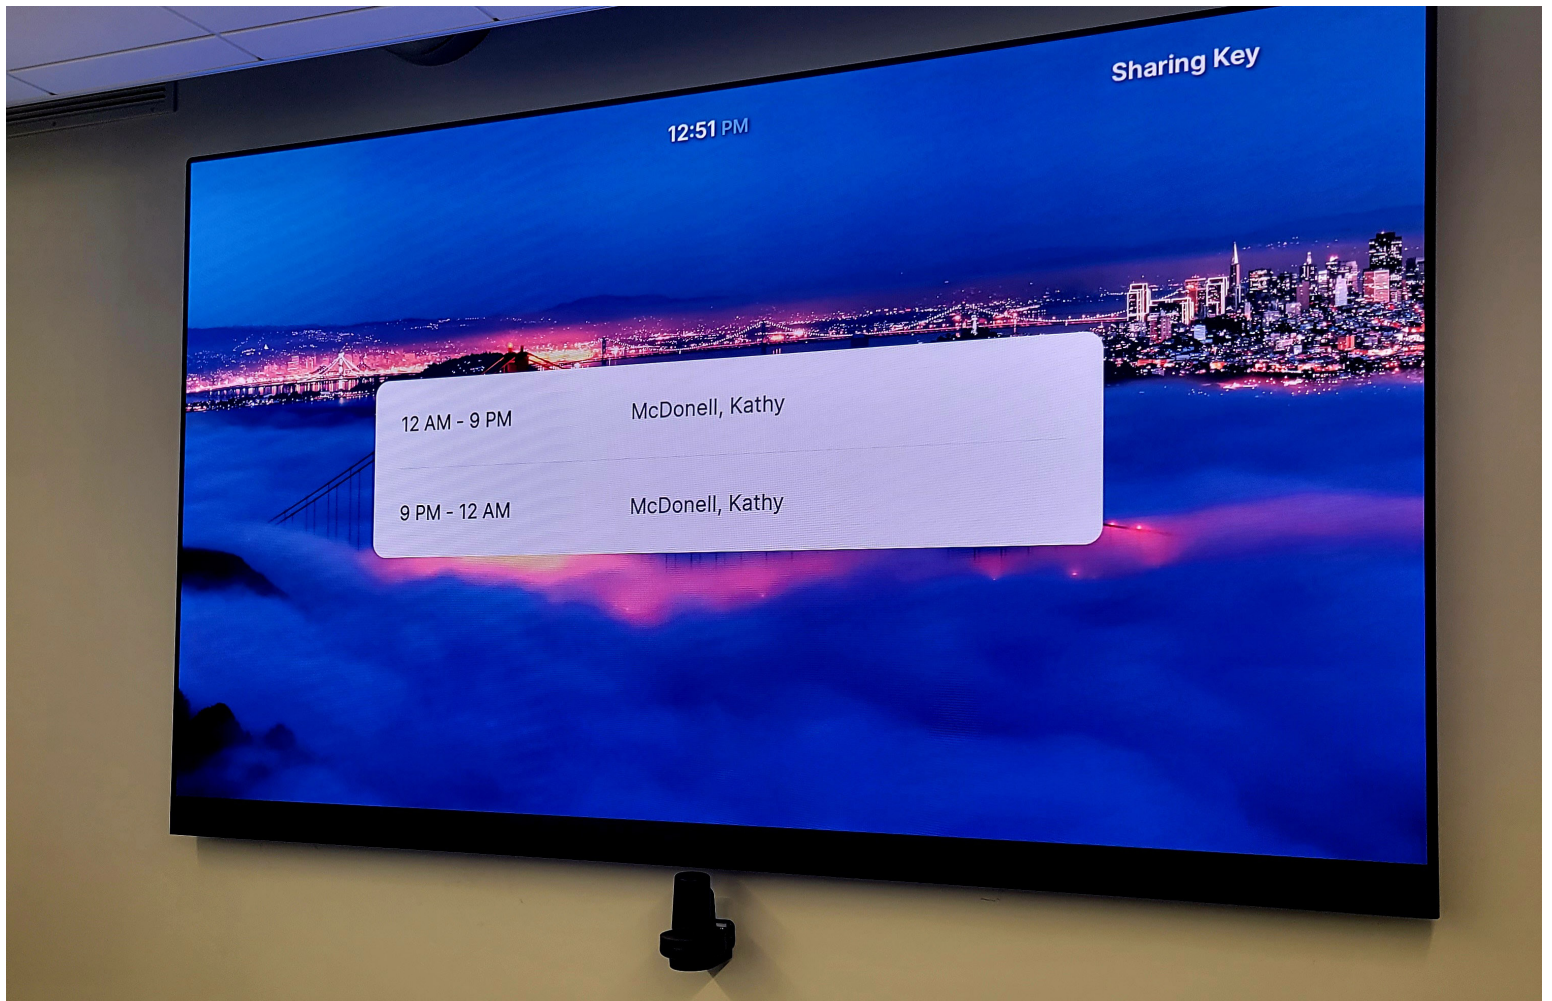 Sharing Key
12:51 PM
12 AM - 9 PM McDonell, Kathy
9 PM - 12 AM McDonell, Kathy